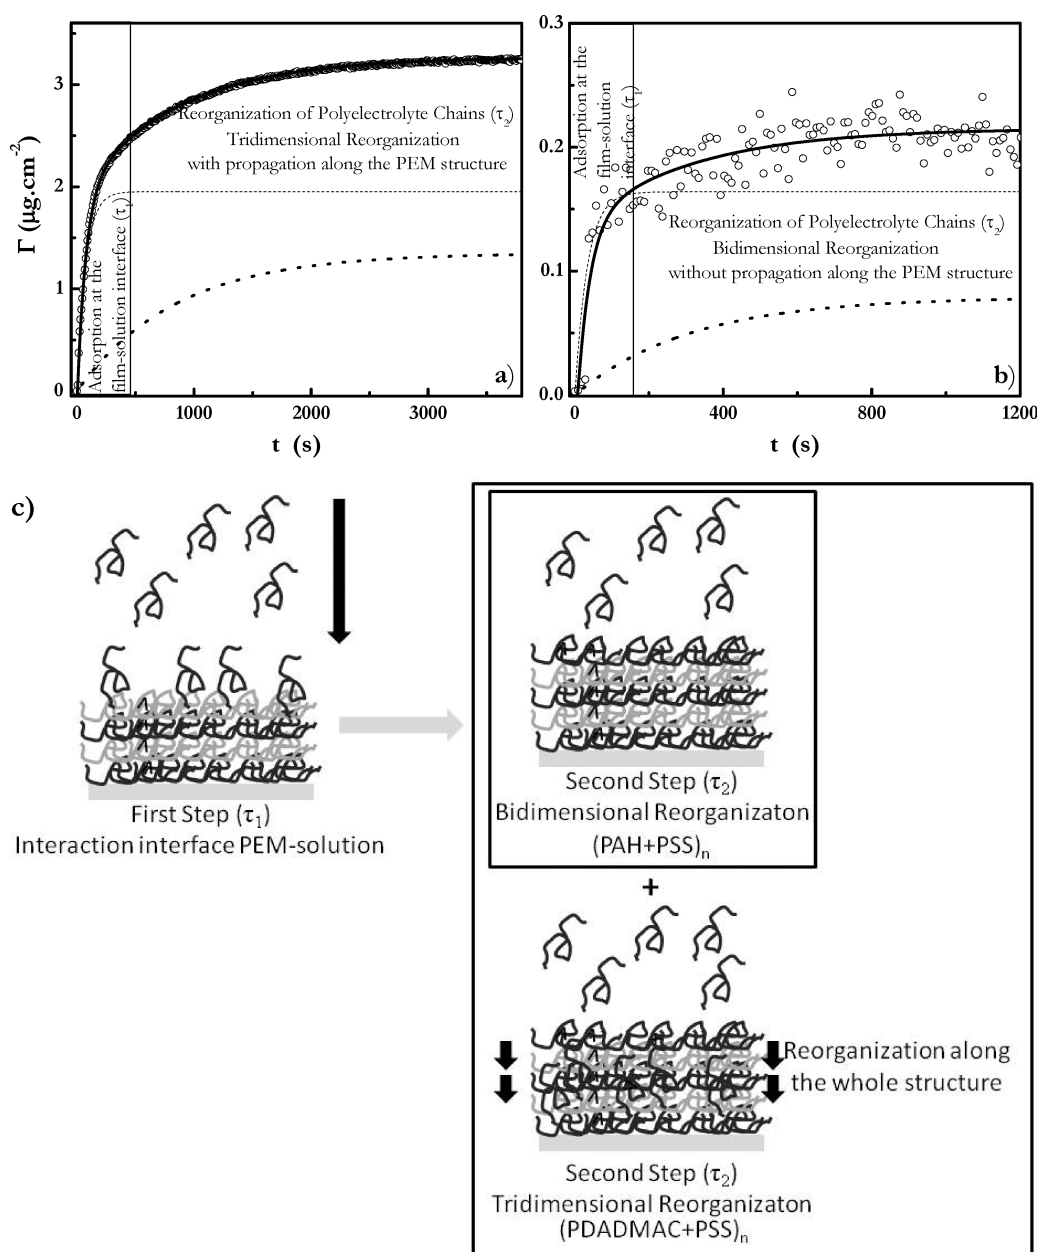 3
2
1
0
Γ (μg.cm-2)
Adsorption at the
film-solution interface (τ1)
Reorganization of Polyelectrolyte Chains (τ2)
Tridimensional Reorganization
with propagation along the PEM structure
a)
0
1000
2000
3000
t (s)
0.3
0.2
0.1
0.0
Adsorption at the
film-solution
interface (τ1)
Reorganization of Polyelectrolyte Chains (τ2)
Bidimensional Reorganization
without propagation along the PEM structure
b)
0
400
800
1200
t (s)
c)
First Step (τ1)
Interaction interface PEM-solution
Second Step (τ2)
Bidimensional Reorganizaton
(PAH+PSS)n
+
Reorganization along
the whole structure
Second Step (τ2)
Tridimensional Reorganizaton
(PDADMAC+PSS)n